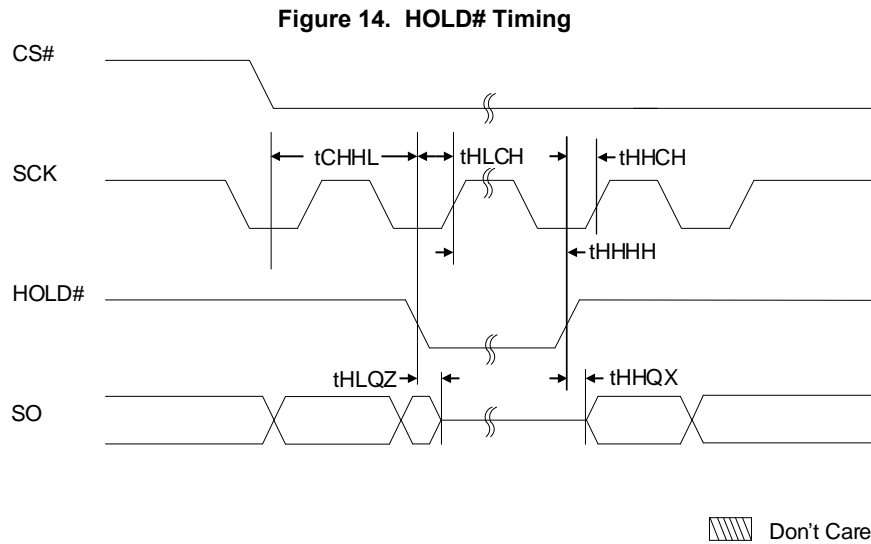 Figure 14. HOLD# Timing
CS#
tCHHL
tHLCH
tHHCH
SCK
tHHHH
HOLD#
tHLQZ
tHHQX
SO
Don't Care